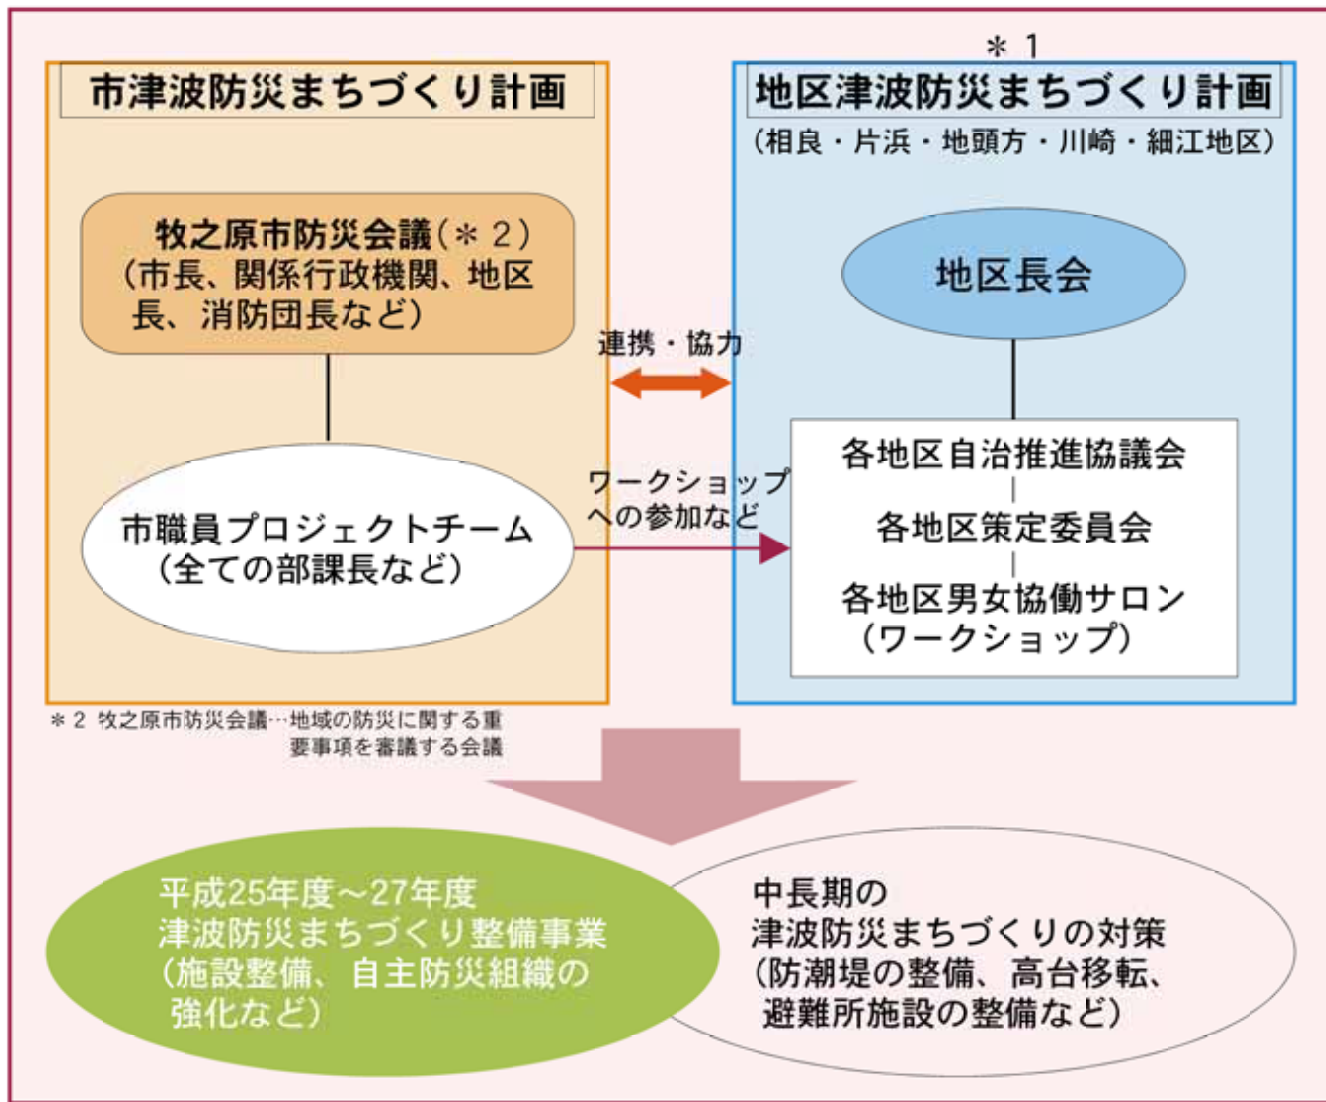 市津波防災まちづくり計画
牧之原市防災会議(＊2)
(市長、関係行政機関、地区
長、消防団長など)
市職員プロジェクトチーム
(全ての部課長など)
＊2 牧之原市防災会議…地域の防災に関する重
要事項を審議する会議
連携・協力
ワークショップ
への参加など
＊1
地区津波防災まちづくり計画
(相良・片浜・地頭方・川崎・細江地区)
地区長会
各地区自治推進協議会
各地区策定委員会
各地区男女協働サロン
(ワークショップ)
平成25年度～27年度
津波防災まちづくり整備事業
(施設整備、自主防災組織の
強化など)
中長期の
津波防災まちづくりの対策
(防潮堤の整備、高台移転、
避難所施設の整備など)